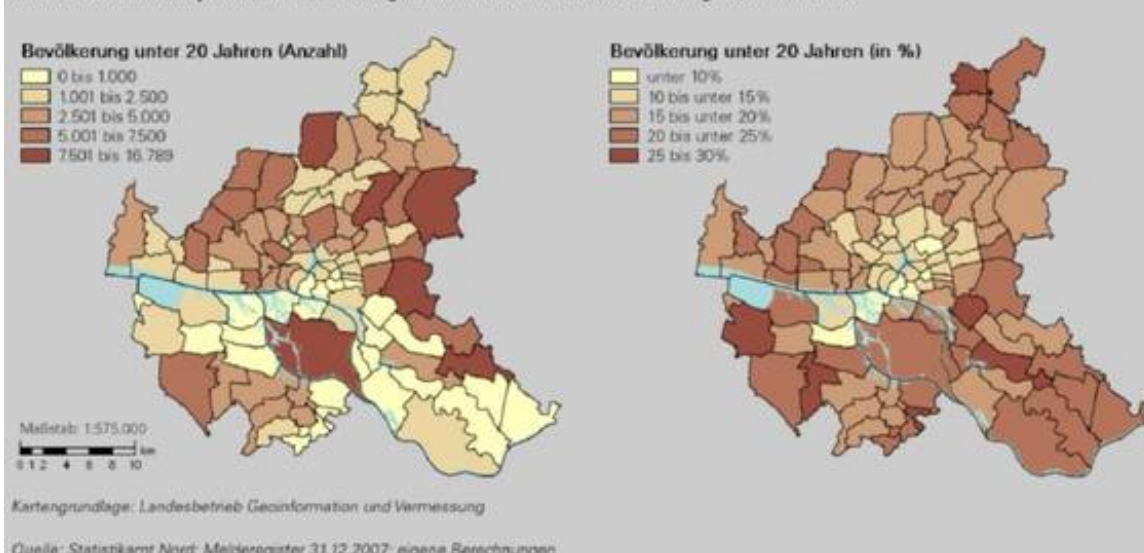 Bevölkerung unter 20 Jahren (Anzahl)
0 bis 1.000
1.001 bis 2.500
2.501 bis 5.000
5.001 bis 7.500
7.501 bis 16.789
Maßstab: 1:575.000
km
0 1 2 4 6 8 10
Bevölkerung unter 20 Jahren (in %)
unter 10%
10 bis unter 15%
15 bis unter 20%
20 bis unter 25%
25 bis 30%
Kartengrundlage: Landesbetrieb Geoinformation und Vermessung
Quelle: Statistikamt Nord: Melderegister 31.12.2007; eigene Berechnungen